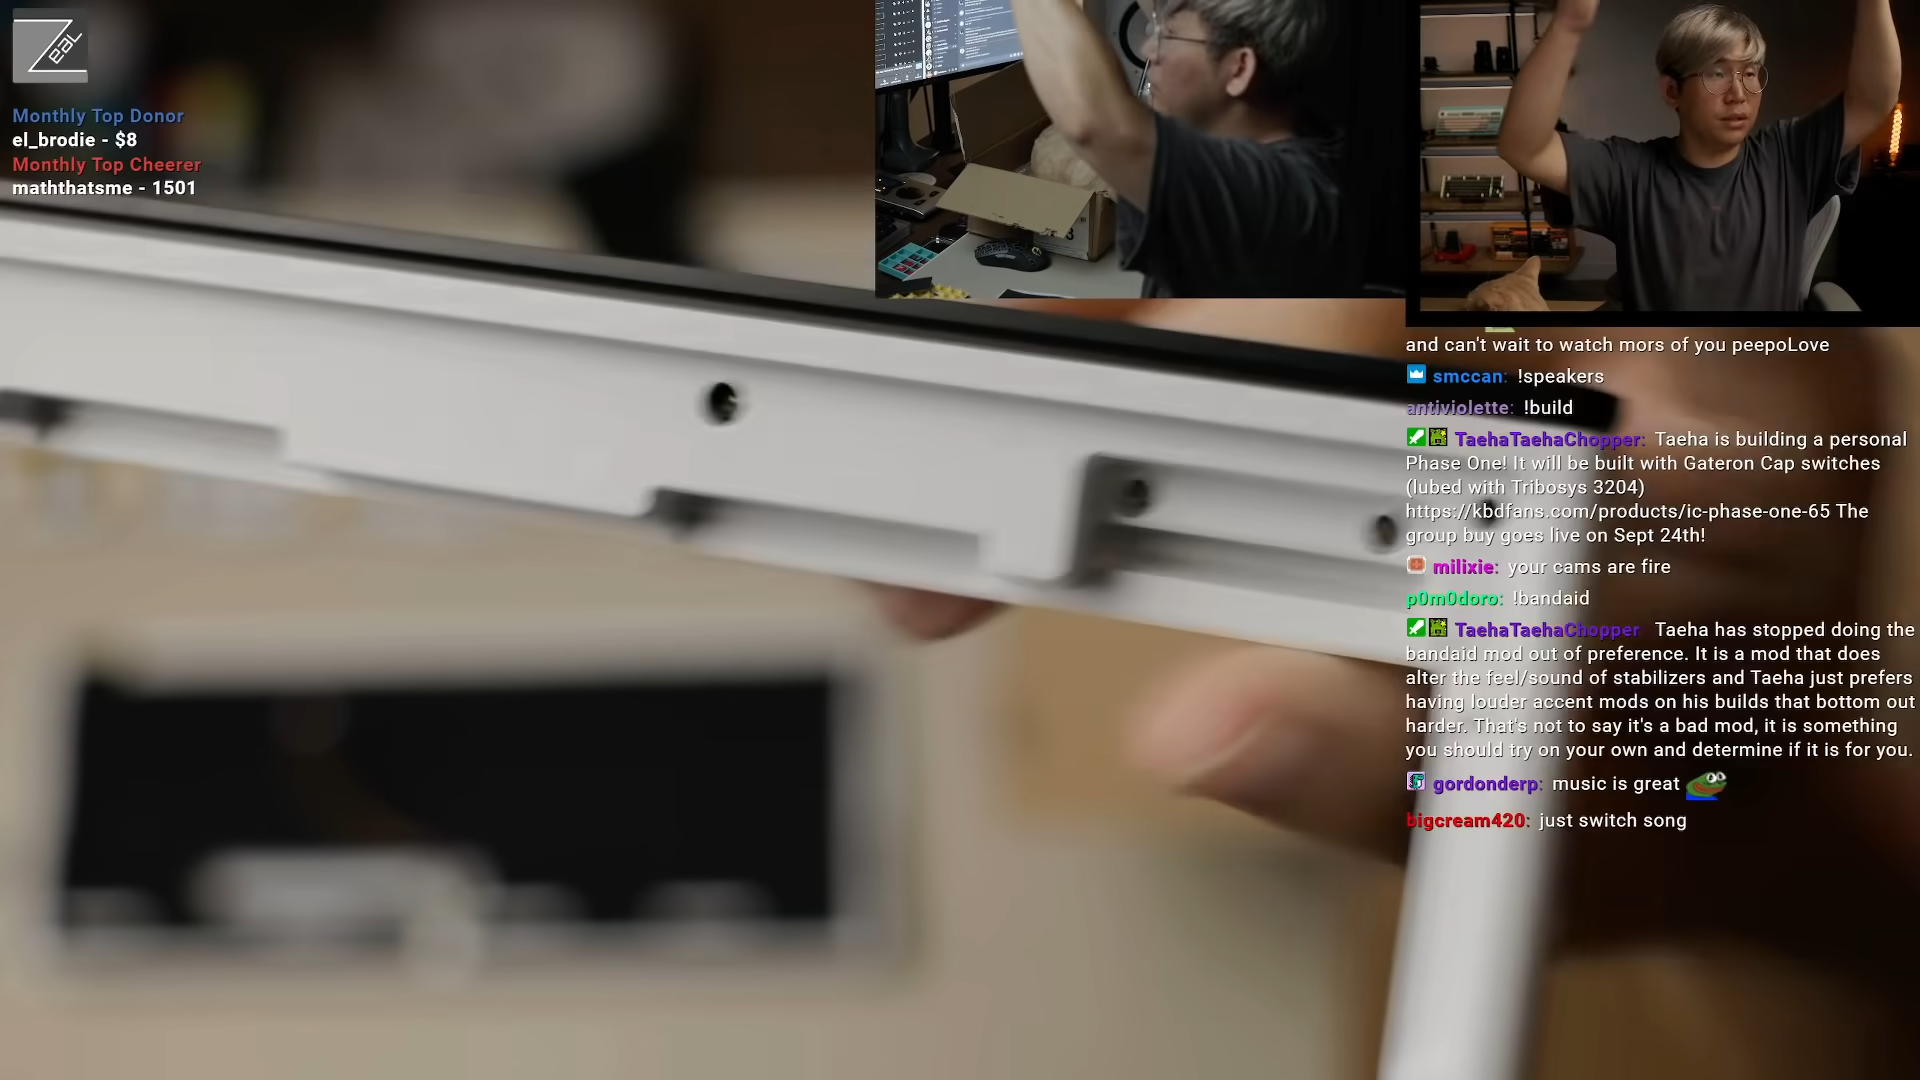 Zeal
Monthly Top Donor
el_brodie - $8
Monthly Top Cheerer
maththatsme - 1501
and can't wait to watch mors of you peepoLove
smccan: !speakers
antiviolette: !build
TaehaTaehaChopper: Taeha is building a personal
Phase One! It will be built with Gateron Cap switches
(lubed with Tribosys 3204)
https://kbdfans.com/products/ic-phase-one-65 The
group buy goes live on Sept 24th!
milixie: your cams are fire
p0m0doro: !bandaid
TaehaTaehaChopper: Taeha has stopped doing the
bandaid mod out of preference. It is a mod that does
alter the feel/sound of stabilizers and Taeha just prefers
having louder accent mods on his builds that bottom out
harder. That's not to say it's a bad mod, it is something
you should try on your own and determine if it is for you.
gordonderp: music is great
bigcream420: just switch song